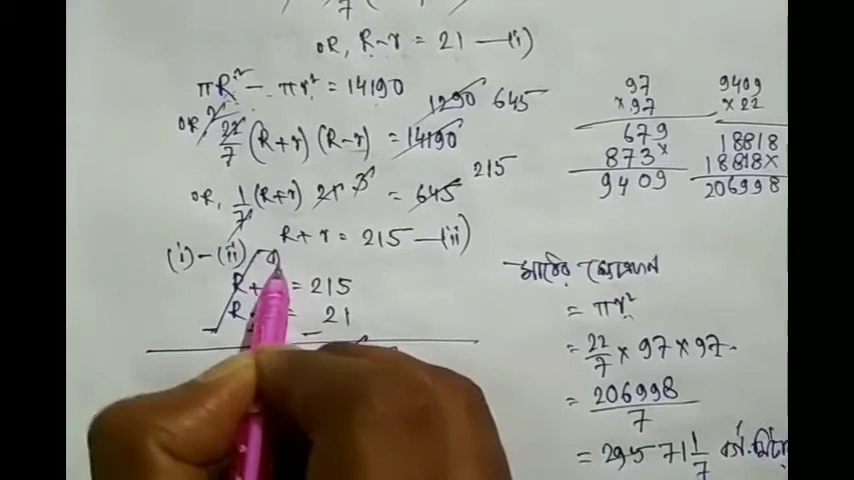 OR, R-r = 21 —(i)
πR² - πr² = 14190
OR, 22/7 (R+r) (R-r) = 14190 1290 645
OR, 1/7 (R+r) 21 3 = 645 215
R+r = 215 —(ii)
(i) - (ii)
R+ = 215
R = 21
97
×97
679
873×
9409
9409
×22
18818
18818×
206998
মাঠের
= πr²
= 22/7 × 97 × 97
= 206998/7
= 29571 1/7